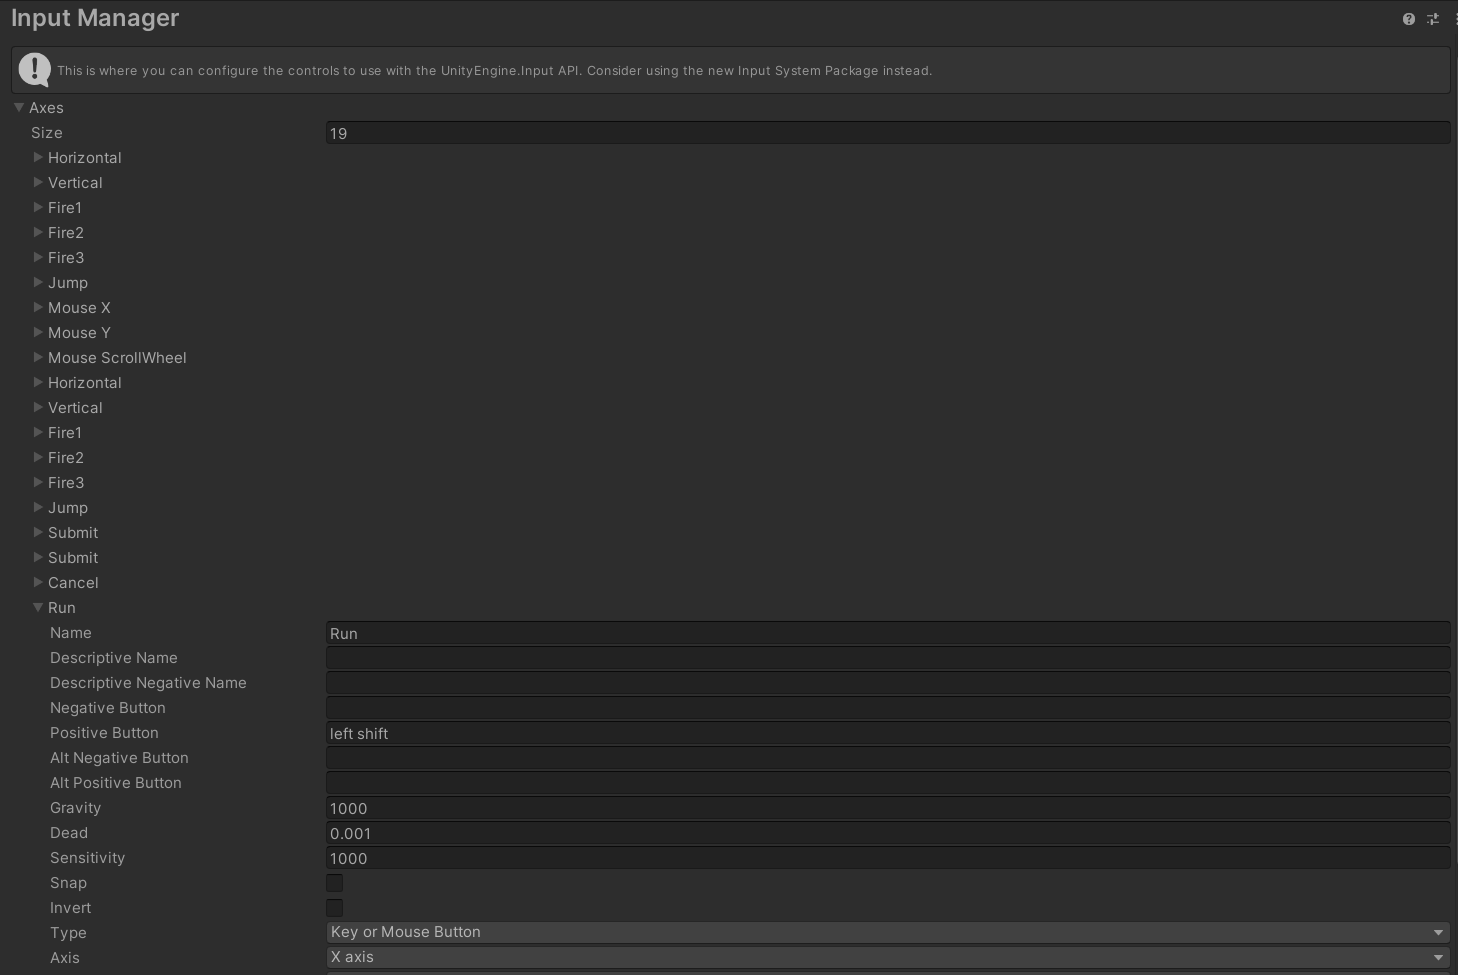 Input Manager
This is where you can configure the controls to use with the UnityEngine.Input API. Consider using the new Input System Package instead.
Axes
Size 19
Horizontal
Vertical
Fire1
Fire2
Fire3
Jump
Mouse X
Mouse Y
Mouse ScrollWheel
Horizontal
Vertical
Fire1
Fire2
Fire3
Jump
Submit
Submit
Cancel
Run
Name Run
Descriptive Name
Descriptive Negative Name
Negative Button
Positive Button left shift
Alt Negative Button
Alt Positive Button
Gravity 1000
Dead 0.001
Sensitivity 1000
Snap
Invert
Type Key or Mouse Button
Axis X axis